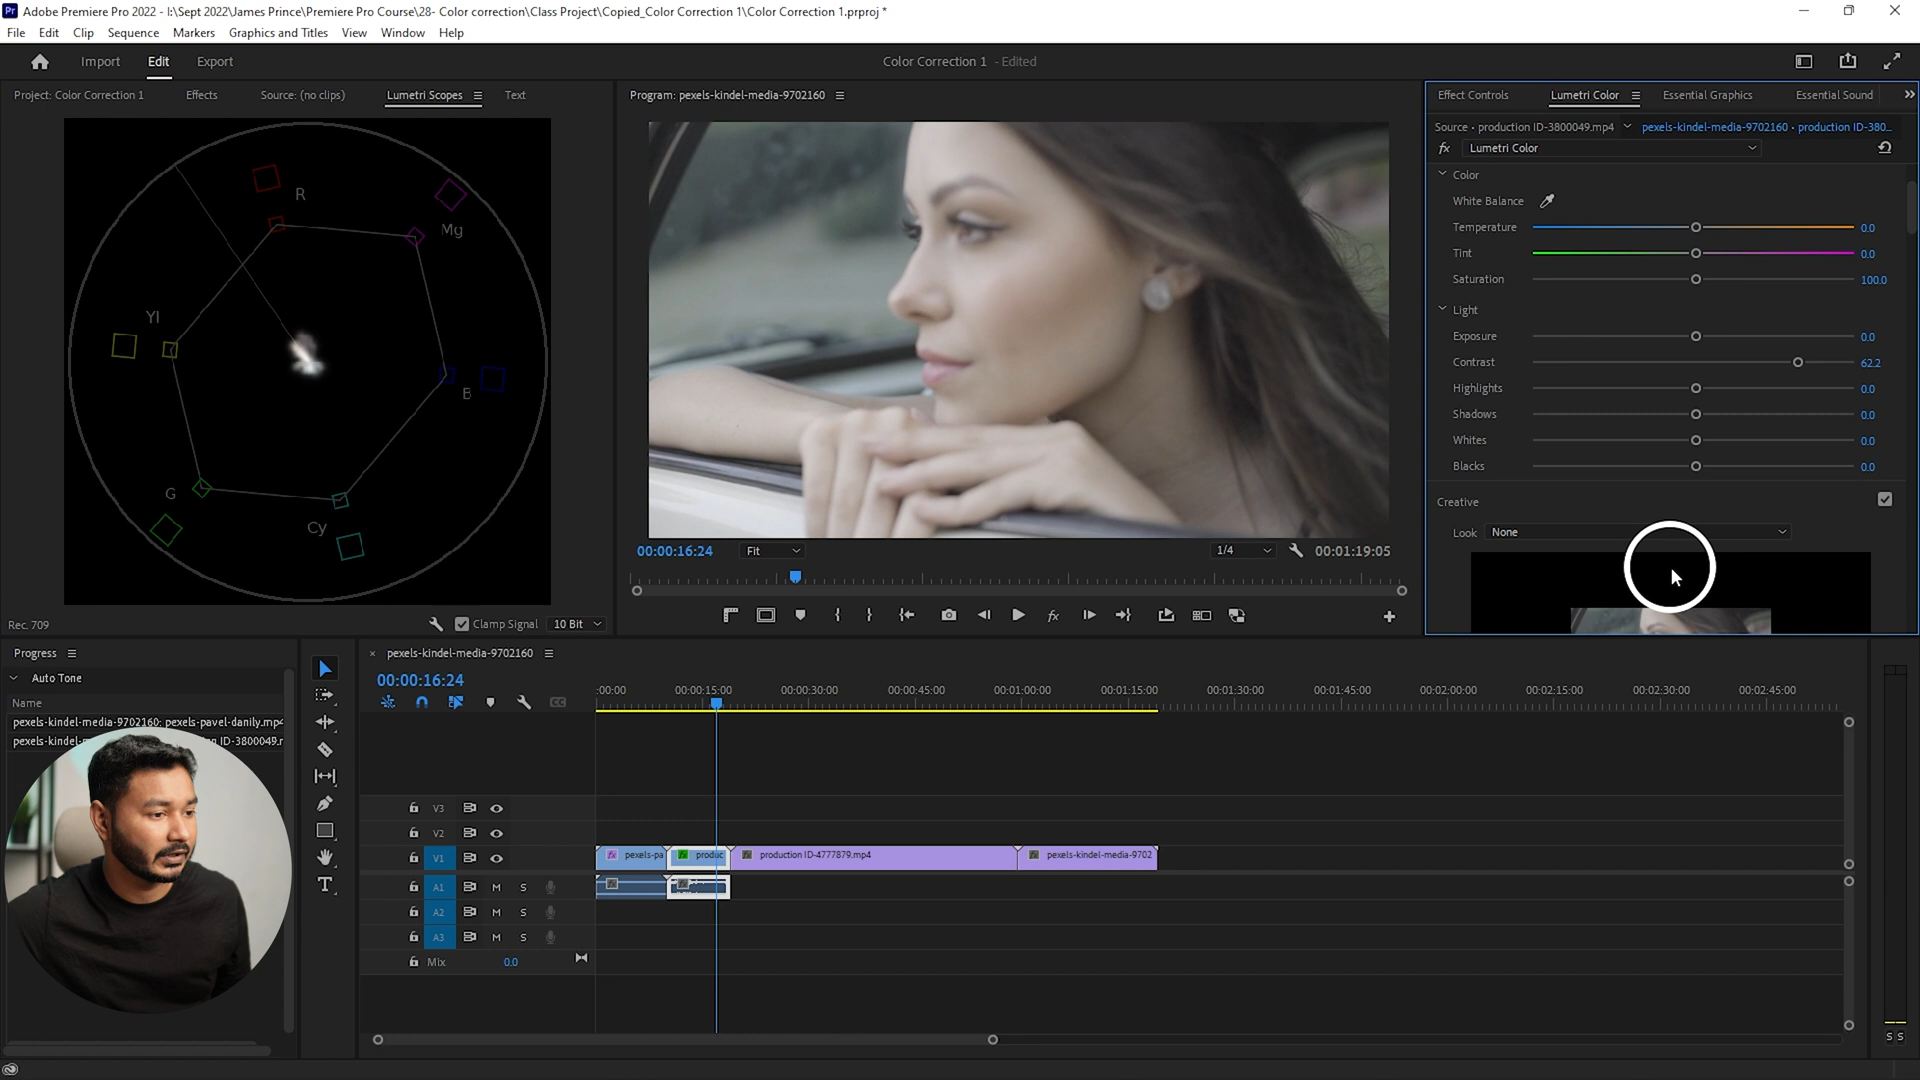 Pr Adobe Premiere Pro 2022 - I:\Sept 2022\James Prince\Premiere Pro Course\28- Color correction\Class Project\Copied_Color Correction 1\Color Correction 1.prproj *
File Edit Clip Sequence Markers Graphics and Titles View Window Help
Import Edit Export Color Correction 1 - Edited
Project: Color Correction 1 Effects Source: (no clips) Lumetri Scopes Text
Program: pexels-kindel-media-9702160
Effect Controls Lumetri Color Essential Graphics Essential Sound
Source • production ID-3800049.mp4 pexels-kindel-media-9702160 • production ID-380...
fx Lumetri Color
Color
White Balance
Temperature 0.0
Tint 0.0
Saturation 100.0
Light
Exposure 0.0
Contrast 62.2
Highlights 0.0
Shadows 0.0
Whites 0.0
Blacks 0.0
Creative
Look None
R
Mg
Yl
B
G
Cy
Rec. 709 Clamp Signal 10 Bit
00:00:16:24 Fit 1/4 00:01:19:05
fx
Progress
Auto Tone
Name
pexels-kindel-media-9702160: pexels-pavel-danily.mp4
ID-3800049.
pexels-kindel-media-9702160
00:00:16:24
:00:00 00:00:15:00 00:00:30:00 00:00:45:00 00:01:00:00 00:01:15:00 00:01:30:00 00:01:45:00 00:02:00:00 00:02:15:00 00:02:30:00 00:02:45:00
V3
V2
V1 fx pexels-pa fx produc fx production ID-4777879.mp4 fx pexels-kindel-media-9702
A1 M S
A2 M S
A3 M S
Mix 0.0
S S